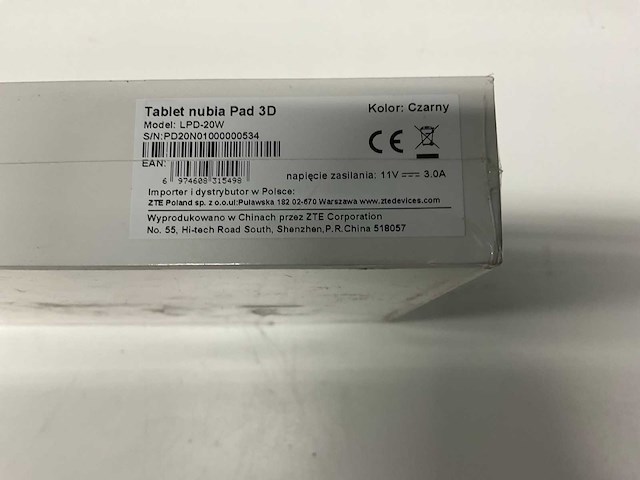 Tablet nubia Pad 3D Kolor: Czarny
Model: LPD-20W
S/N:PD20N01000000534
CE
EAN:
6 974608 315498
napięcie zasilania: 11V 3.0A
Importer i dystrybutor w Polsce:
ZTE Poland sp. z o.o.ul:Puławska 182 02-670 Warszawa www.ztedevices.com
Wyprodukowano w Chinach przez ZTE Corporation
No. 55, Hi-tech Road South, Shenzhen,P.R.China 518057